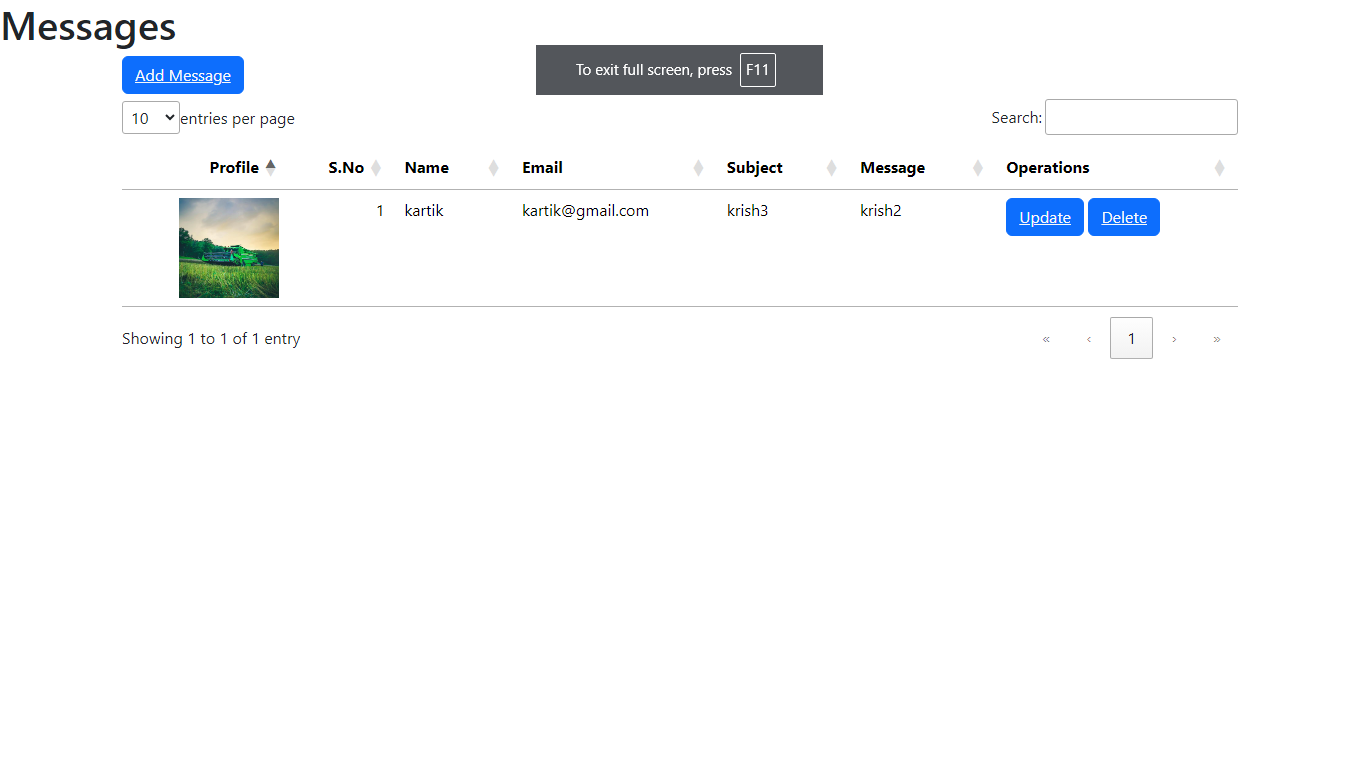 Messages
Add Message
To exit full screen, press F11
10 entries per page
Search:
Profile S.No Name Email Subject Message Operations
1 kartik kartik@gmail.com krish3 krish2 Update Delete
Showing 1 to 1 of 1 entry
« ‹ 1 › »